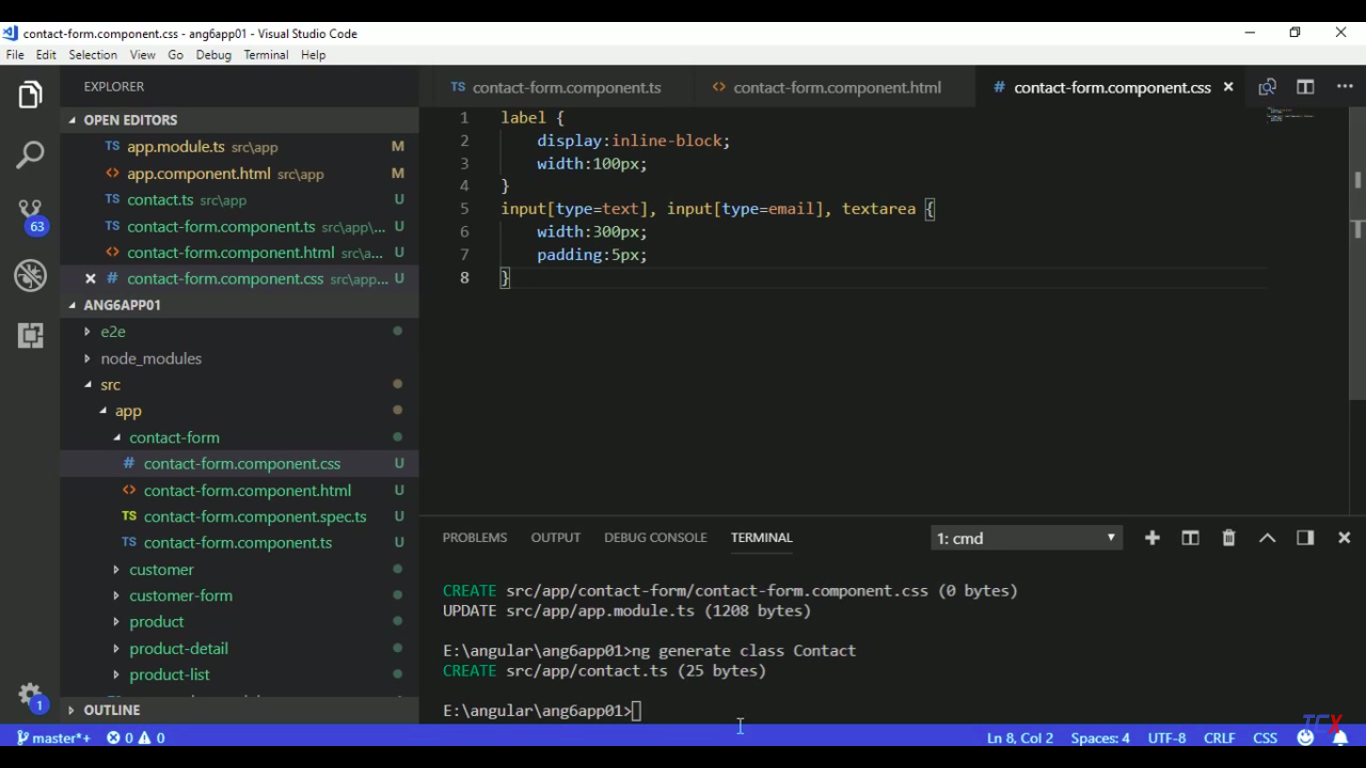 contact-form.component.css - ang6app01 - Visual Studio Code
File Edit Selection View Go Debug Terminal Help
EXPLORER
OPEN EDITORS
TS app.module.ts src\app M
<> app.component.html src\app M
TS contact.ts src\app U
TS contact-form.component.ts src\app\... U
<> contact-form.component.html src\a... U
# contact-form.component.css src\app... U
ANG6APP01
e2e
node_modules
src
app
contact-form
# contact-form.component.css U
<> contact-form.component.html U
TS contact-form.component.spec.ts U
TS contact-form.component.ts U
customer
customer-form
product
product-detail
product-list
OUTLINE
63
1
TS contact-form.component.ts <> contact-form.component.html # contact-form.component.css
1 label {
2 display:inline-block;
3 width:100px;
4 }
5 input[type=text], input[type=email], textarea {
6 width:300px;
7 padding:5px;
8 }
PROBLEMS OUTPUT DEBUG CONSOLE TERMINAL 1: cmd
CREATE src/app/contact-form/contact-form.component.css (0 bytes)
UPDATE src/app/app.module.ts (1208 bytes)
E:\angular\ang6app01>ng generate class Contact
CREATE src/app/contact.ts (25 bytes)
E:\angular\ang6app01>
master*+ 0 0 Ln 8, Col 2 Spaces: 4 UTF-8 CRLF CSS
TCX